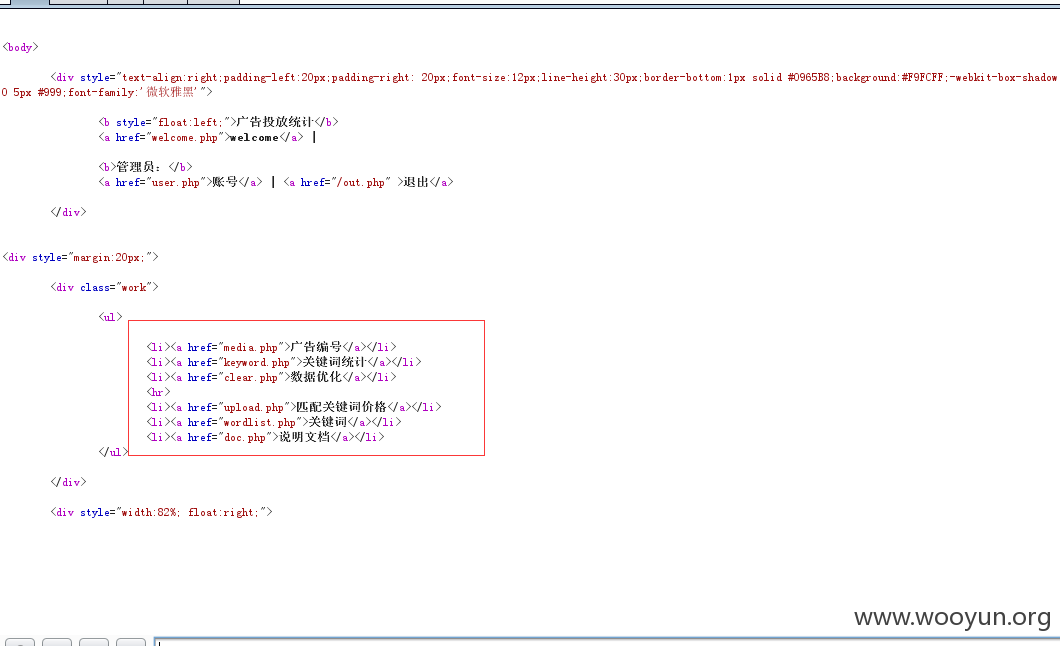 <body>
<div style="text-align:right;padding-left:20px;padding-right: 20px;font-size:12px;line-height:30px;border-bottom:1px solid #0965B8;background:#F9FCFF;-webkit-box-shadow
0 5px #999;font-family:'微软雅黑'">
<b style="float:left;">广告投放统计</b>
<a href="welcome.php">welcome</a> |
<b>管理员：</b>
<a href="user.php">账号</a> | <a href="/out.php" >退出</a>
</div>
<div style="margin:20px;">
<div class="work">
<ul>
<li><a href="media.php">广告编号</a></li>
<li><a href="keyword.php">关键词统计</a></li>
<li><a href="clear.php">数据优化</a></li>
<hr>
<li><a href="upload.php">匹配关键词价格</a></li>
<li><a href="wordlist.php">关键词</a></li>
<li><a href="doc.php">说明文档</a></li>
</ul>
</div>
<div style="width:82%; float:right;">
www.wooyun.org